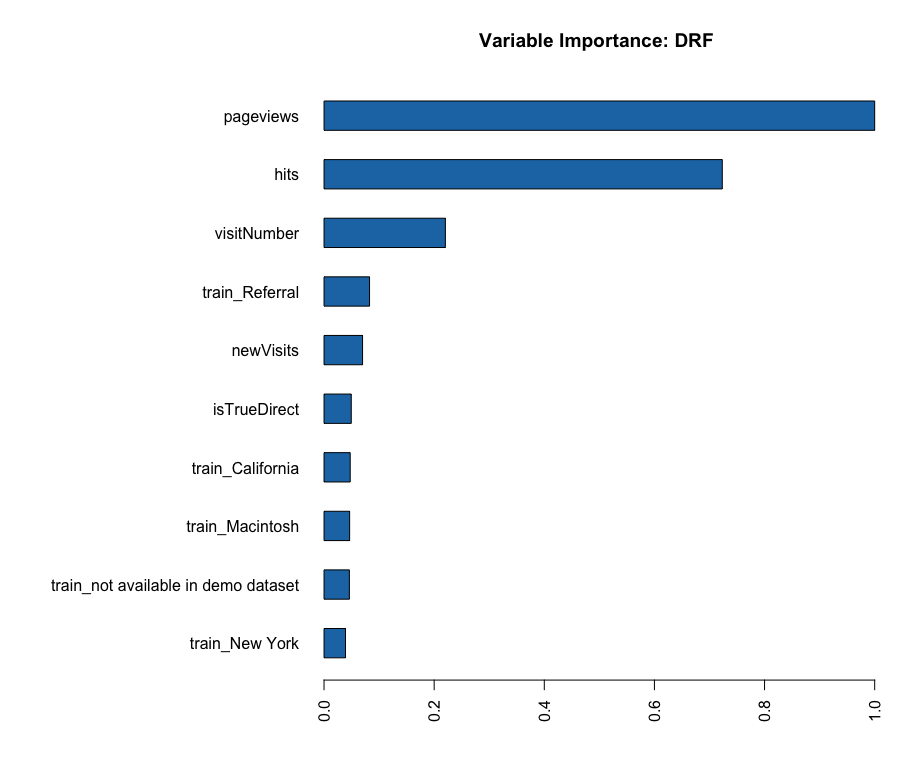 Variable Importance: DRF
pageviews
hits
visitNumber
train_Referral
newVisits
isTrueDirect
train_California
train_Macintosh
train_not available in demo dataset
train_New York
0.0
0.2
0.4
0.6
0.8
1.0